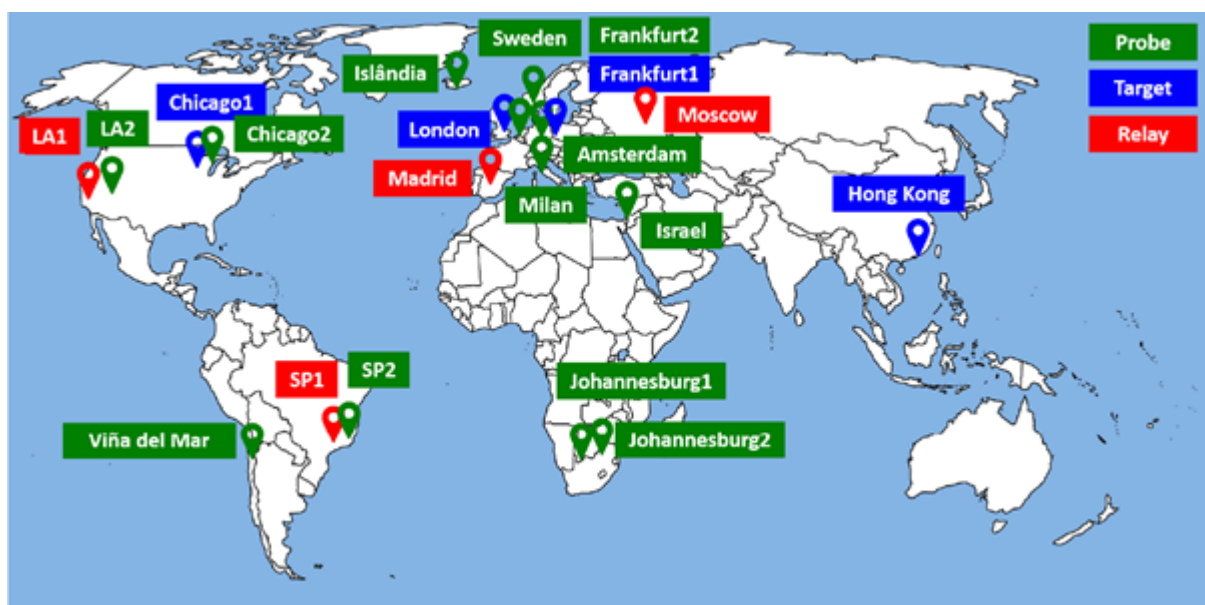 Sweden
Frankfurt2
Probe
Islândia
Frankfurt1
Target
Chicago1
Moscow
Relay
LA1
LA2
Chicago2
London
Amsterdam
Madrid
Hong Kong
Milan
Israel
SP1
SP2
Johannesburg1
Viña del Mar
Johannesburg2